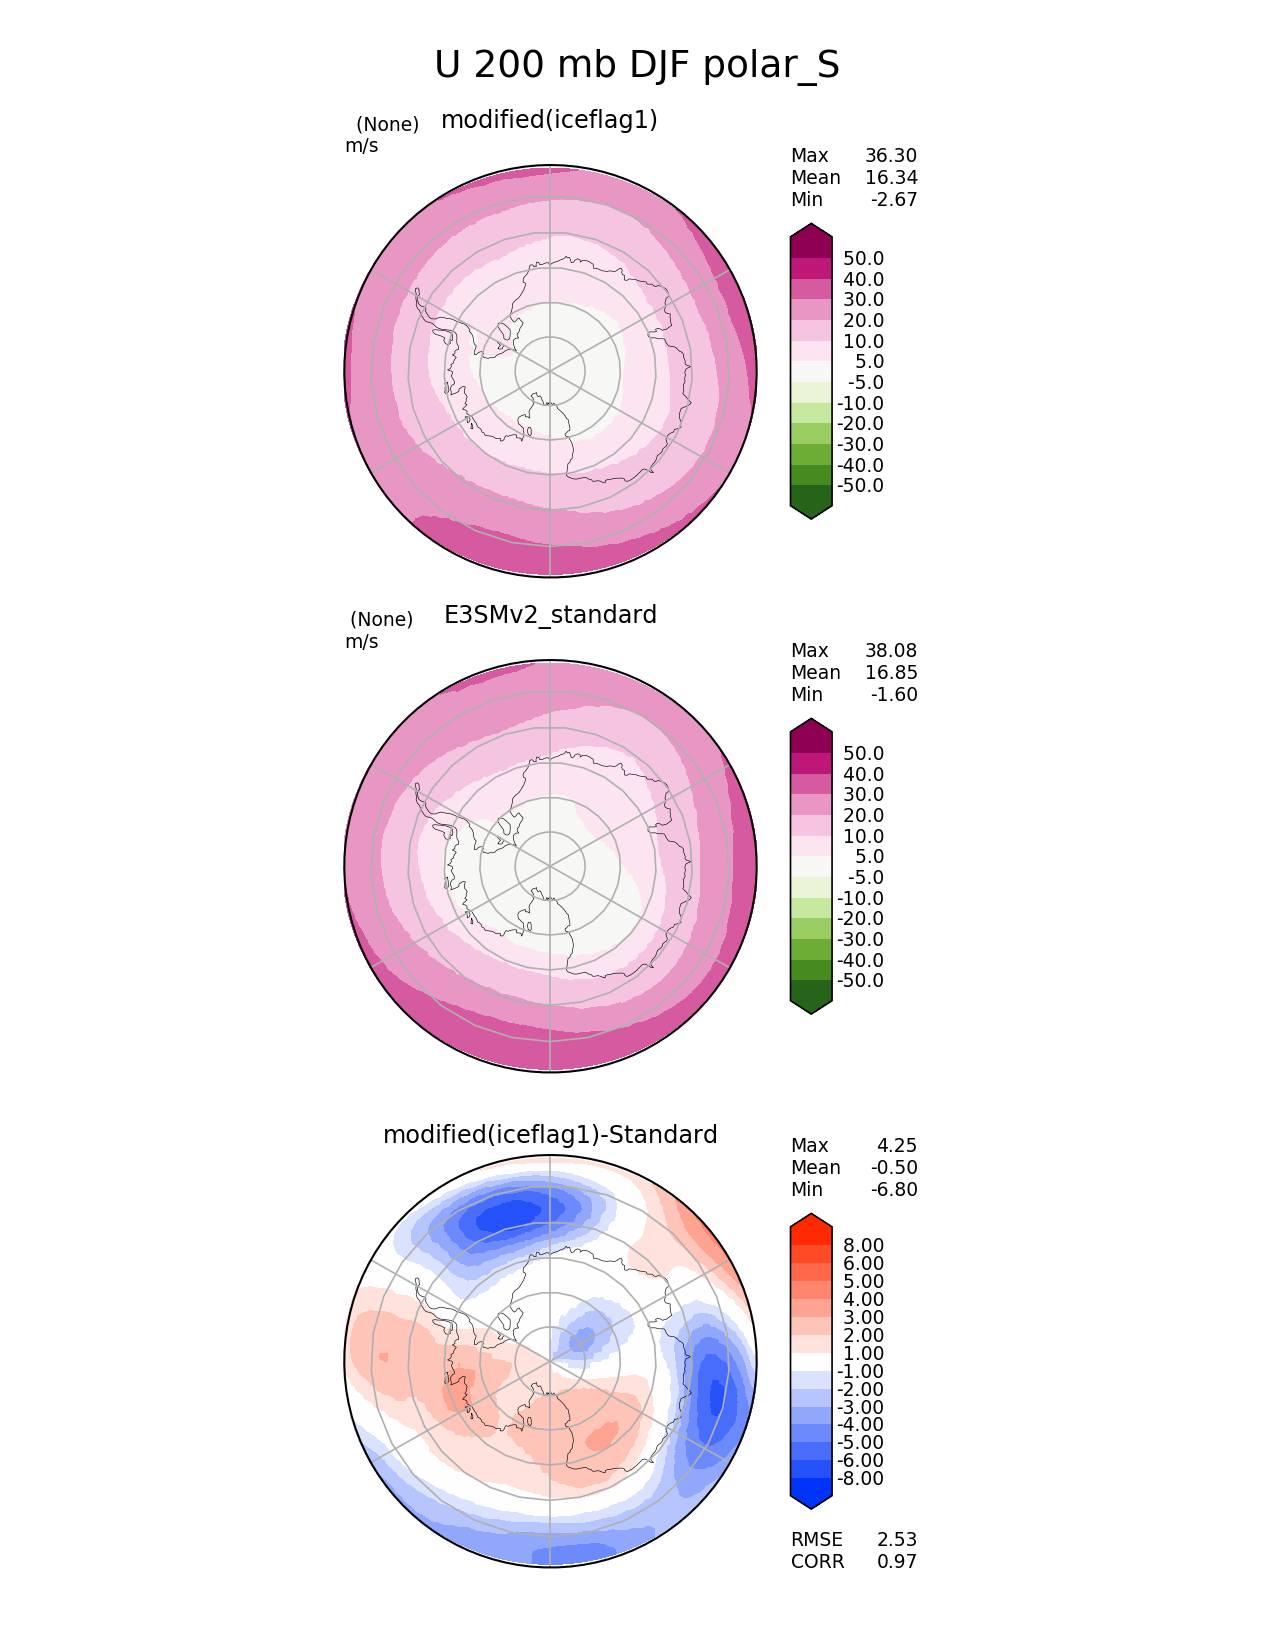 U 200 mb DJF polar_S
(None) modified(iceflag1)
m/s
Max 36.30
Mean 16.34
Min -2.67
50.0
40.0
30.0
20.0
10.0
5.0
-5.0
-10.0
-20.0
-30.0
-40.0
-50.0
(None) E3SMv2_standard
m/s
Max 38.08
Mean 16.85
Min -1.60
50.0
40.0
30.0
20.0
10.0
5.0
-5.0
-10.0
-20.0
-30.0
-40.0
-50.0
modified(iceflag1)-Standard
Max 4.25
Mean -0.50
Min -6.80
8.00
6.00
5.00
4.00
3.00
2.00
1.00
-1.00
-2.00
-3.00
-4.00
-5.00
-6.00
-8.00
RMSE 2.53
CORR 0.97